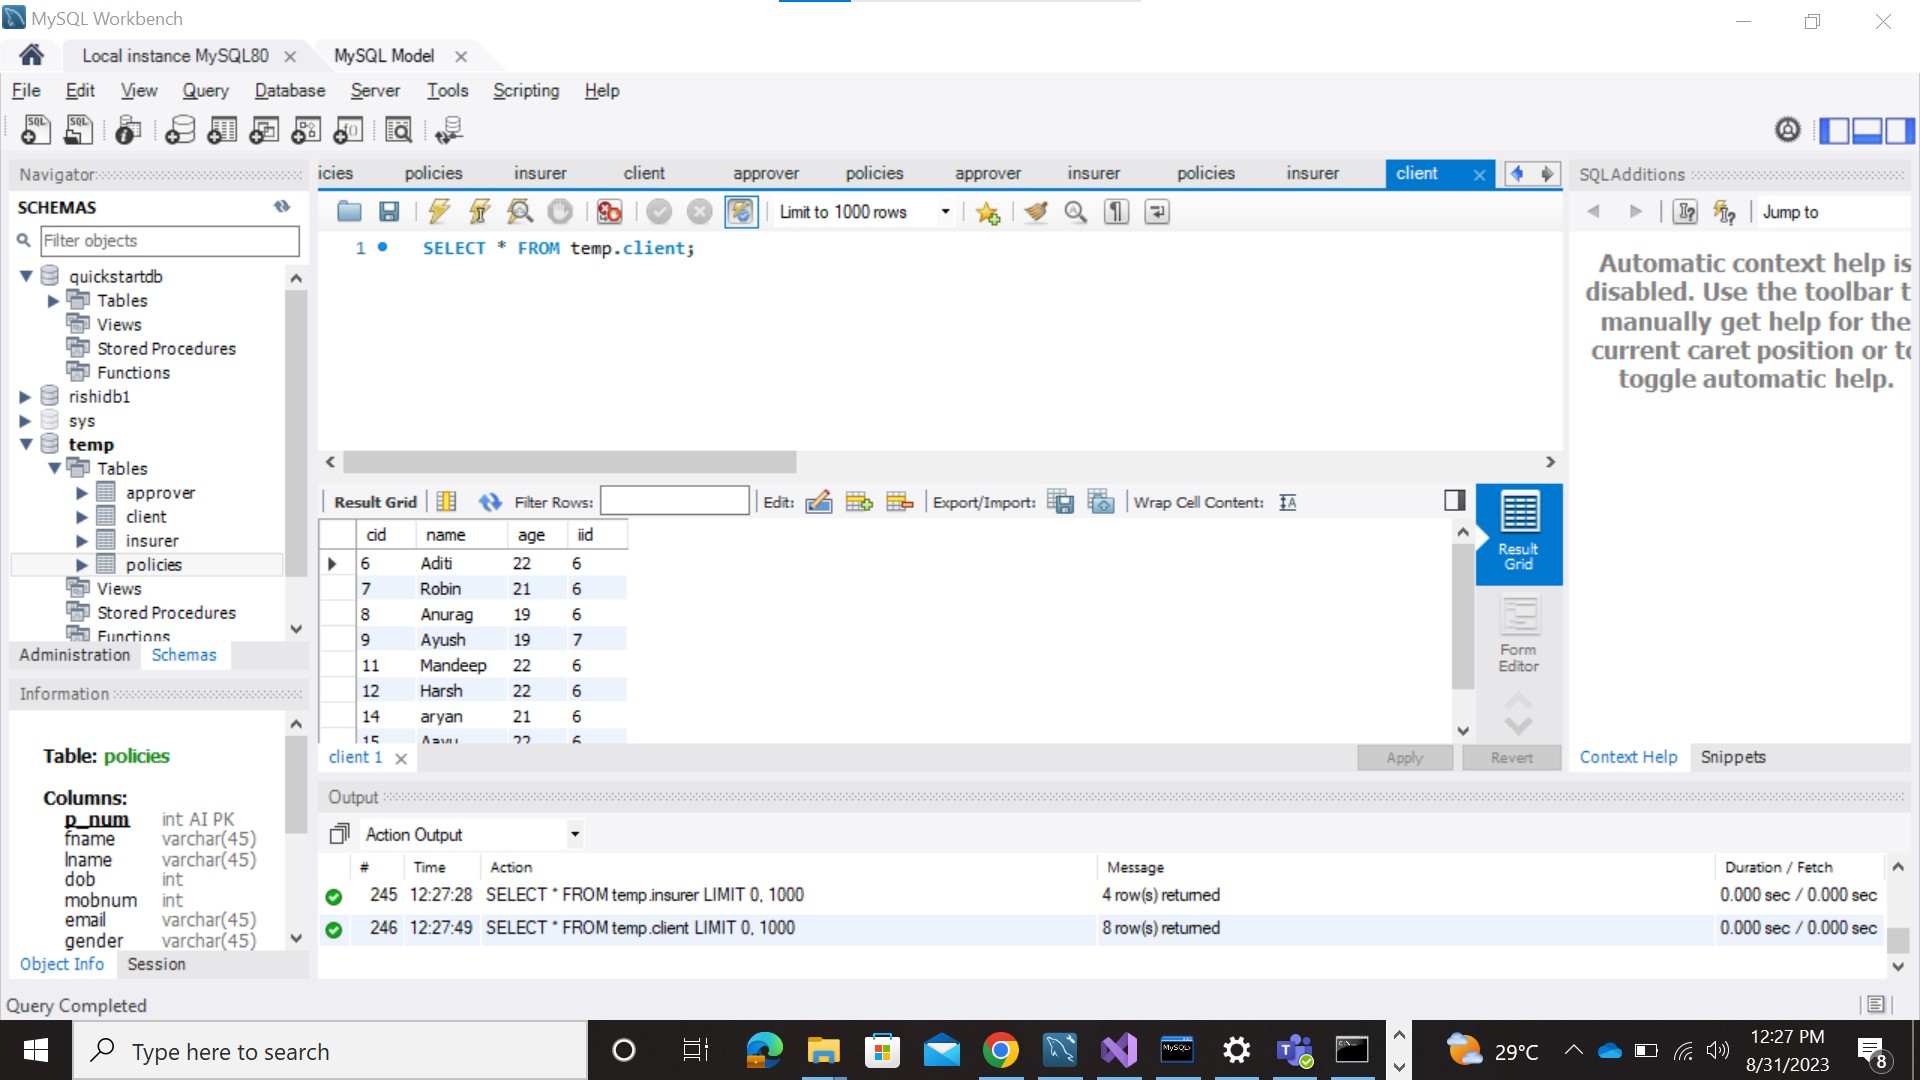 MySQL Workbench
Local instance MySQL80
MySQL Model
File Edit View Query Database Server Tools Scripting Help
Navigator
SCHEMAS
Filter objects
quickstartdb
Tables
Views
Stored Procedures
Functions
rishidb1
sys
temp
Tables
approver
client
insurer
policies
Views
Stored Procedures
Functions
Administration Schemas
Information
Table: policies
Columns:
p_num int AI PK
fname varchar(45)
lname varchar(45)
dob int
mobnum int
email varchar(45)
gender varchar(45)
Object Info Session
icies policies insurer client approver policies approver insurer policies insurer client
Limit to 1000 rows
1 SELECT * FROM temp.client;
Result Grid Filter Rows: Edit: Export/Import: Wrap Cell Content:
cid name age iid
6 Aditi 22 6
7 Robin 21 6
8 Anurag 19 6
9 Ayush 19 7
11 Mandeep 22 6
12 Harsh 22 6
14 aryan 21 6
15 Aayu 22 6
Result Grid
Form Editor
client 1
Apply Revert
Output
Action Output
# Time Action Message Duration / Fetch
245 12:27:28 SELECT * FROM temp.insurer LIMIT 0, 1000 4 row(s) returned 0.000 sec / 0.000 sec
246 12:27:49 SELECT * FROM temp.client LIMIT 0, 1000 8 row(s) returned 0.000 sec / 0.000 sec
SQLAdditions
Jump to
Automatic context help is
disabled. Use the toolbar t
manually get help for the
current caret position or to
toggle automatic help.
Context Help Snippets
Query Completed
Type here to search
29°C
12:27 PM
8/31/2023
8